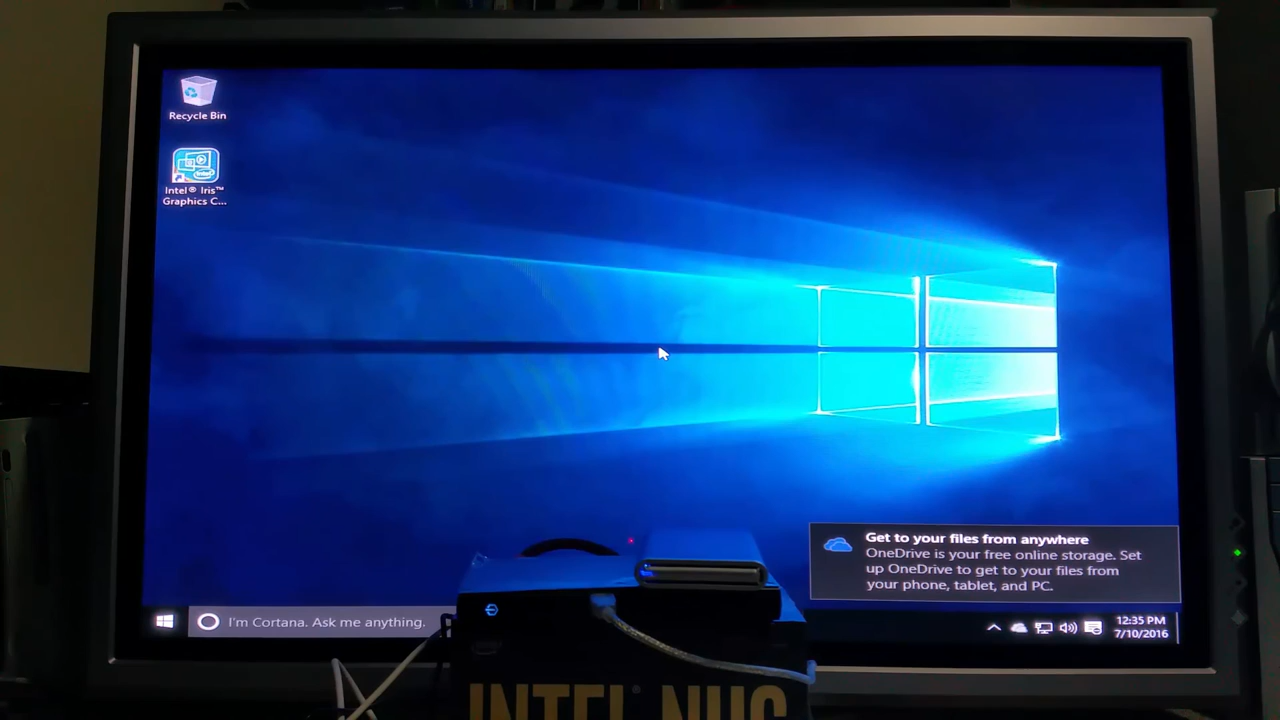 Recycle Bin
Intel® Iris™
Graphics C...
Get to your files from anywhere
OneDrive is your free online storage. Set
up OneDrive to get to your files from
your phone, tablet, and PC.
I'm Cortana. Ask me anything.
12:35 PM
7/10/2016
INTEL® NUC